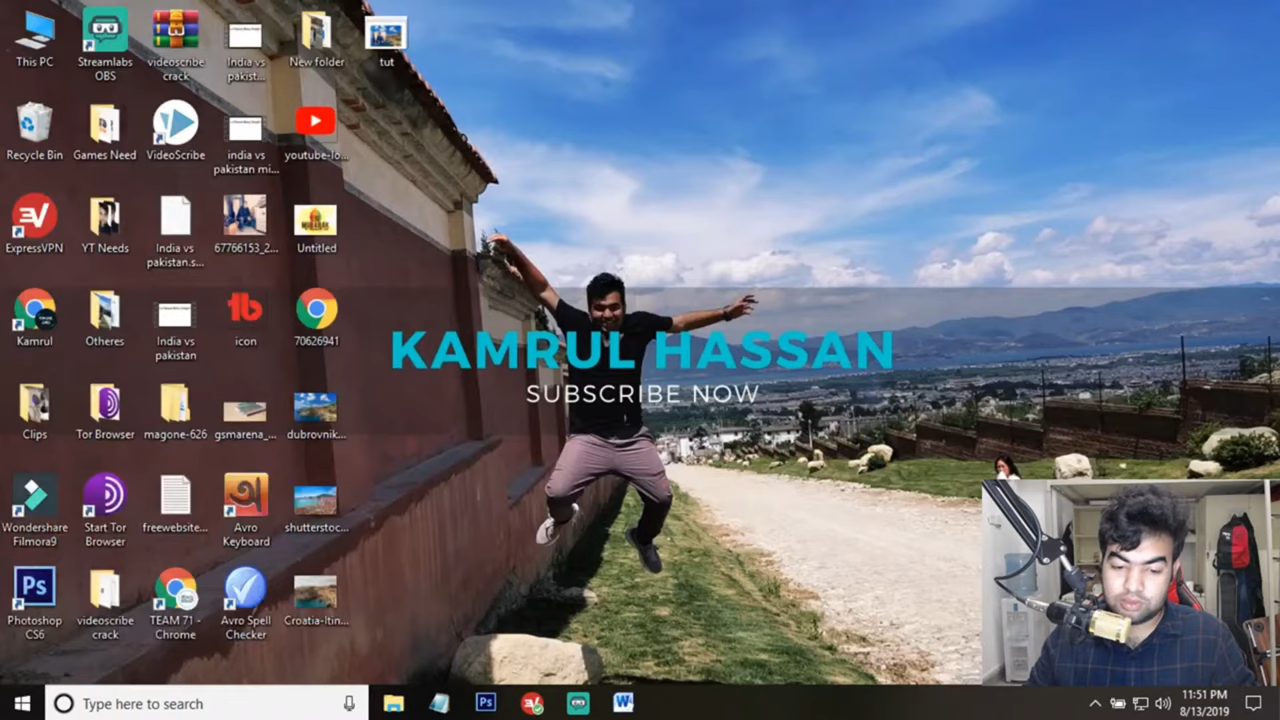 This PC
Streamlabs
OBS
videoscribe
crack
India vs
pakist...
New folder
tut
Recycle Bin
Games Need
VideoScribe
india vs
pakistan mi...
youtube-lo...
ExpressVPN
YT Needs
India vs
pakistan.s...
67766153_2...
Untitled
Kamrul
Otheres
India vs
pakistan
icon
70626941
KAMRUL HASSAN
SUBSCRIBE NOW
Clips
Tor Browser
magone-626
gsmarena_...
dubrovnik...
Wondershare
Filmora9
Start Tor
Browser
freewebsite...
Avro
Keyboard
shutterstoc...
Ps
Photoshop
CS6
videoscribe
crack
TEAM 71 -
Chrome
Avro Spell
Checker
Croatia-Itin...
Type here to search
Ps
W
11:51 PM
8/13/2019